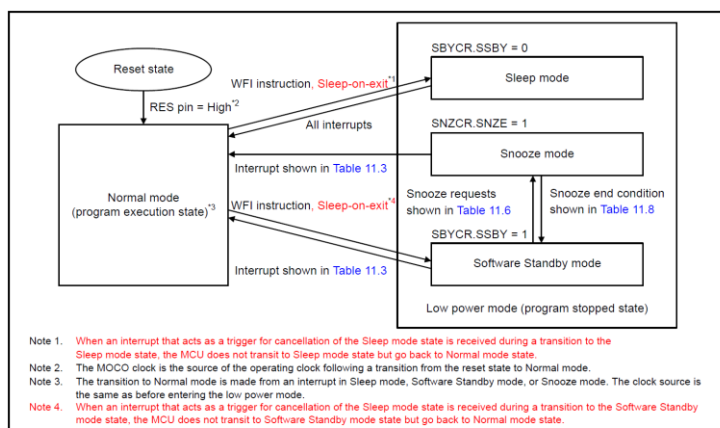 SBYCR.SSBY = 0
Reset state
Sleep mode
WFI instruction, Sleep-on-exit*1
RES pin = High*2
All interrupts
SNZCR.SNZE = 1
Snooze mode
Interrupt shown in Table 11.3
Normal mode
(program execution state)*3
Snooze requests
shown in Table 11.6
Snooze end condition
shown in Table 11.8
WFI instruction, Sleep-on-exit*4
SBYCR.SSBY = 1
Software Standby mode
Interrupt shown in Table 11.3
Low power mode (program stopped state)
Note 1. When an interrupt that acts as a trigger for cancellation of the Sleep mode state is received during a transition to the
Sleep mode state, the MCU does not transit to Sleep mode state but go back to Normal mode state.
Note 2. The MOCO clock is the source of the operating clock following a transition from the reset state to Normal mode.
Note 3. The transition to Normal mode is made from an interrupt in Sleep mode, Software Standby mode, or Snooze mode. The clock source is
the same as before entering the low power mode.
Note 4. When an interrupt that acts as a trigger for cancellation of the Sleep mode state is received during a transition to the Software Standby
mode state, the MCU does not transit to Software Standby mode state but go back to Normal mode state.